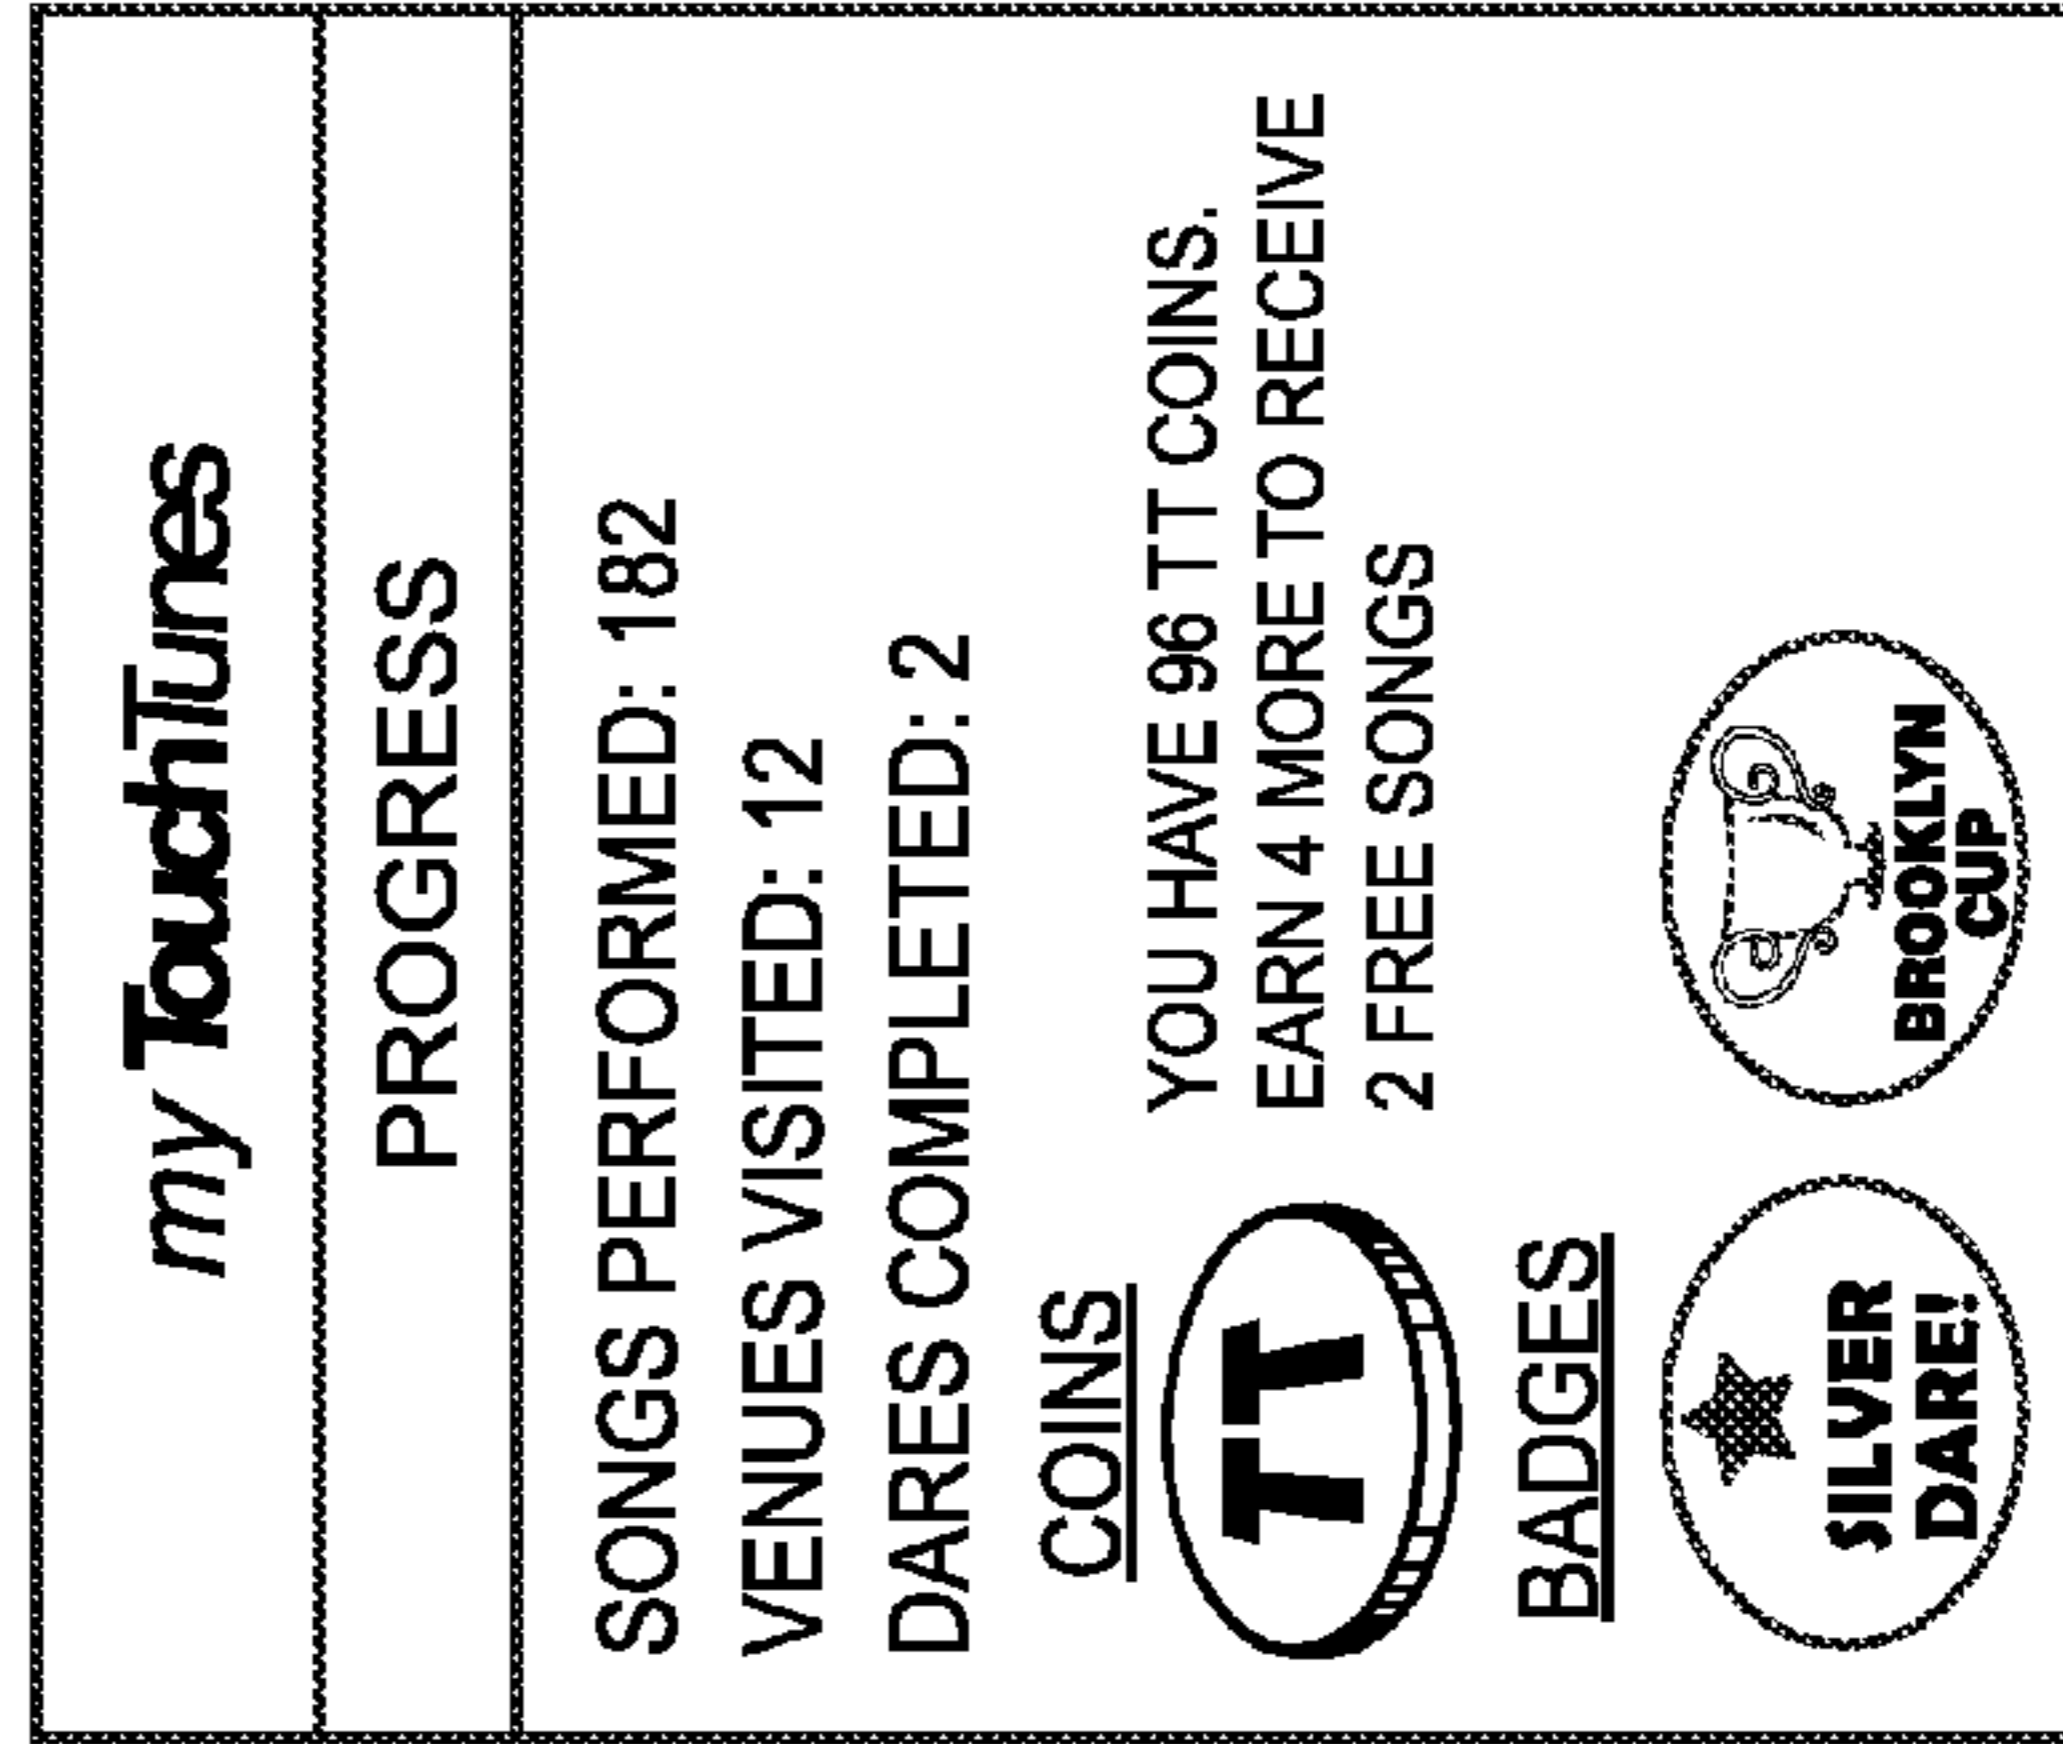 my TouchTunes
PROGRESS
SONGS PERFORMED: 182
VENUES VISITED: 12
DARES COMPLETED: 2
COINS
TT
YOU HAVE 96 TT COINS.
EARN 4 MORE TO RECEIVE
2 FREE SONGS
BADGES
SILVER
DARE!
BROOKLYN
CUP